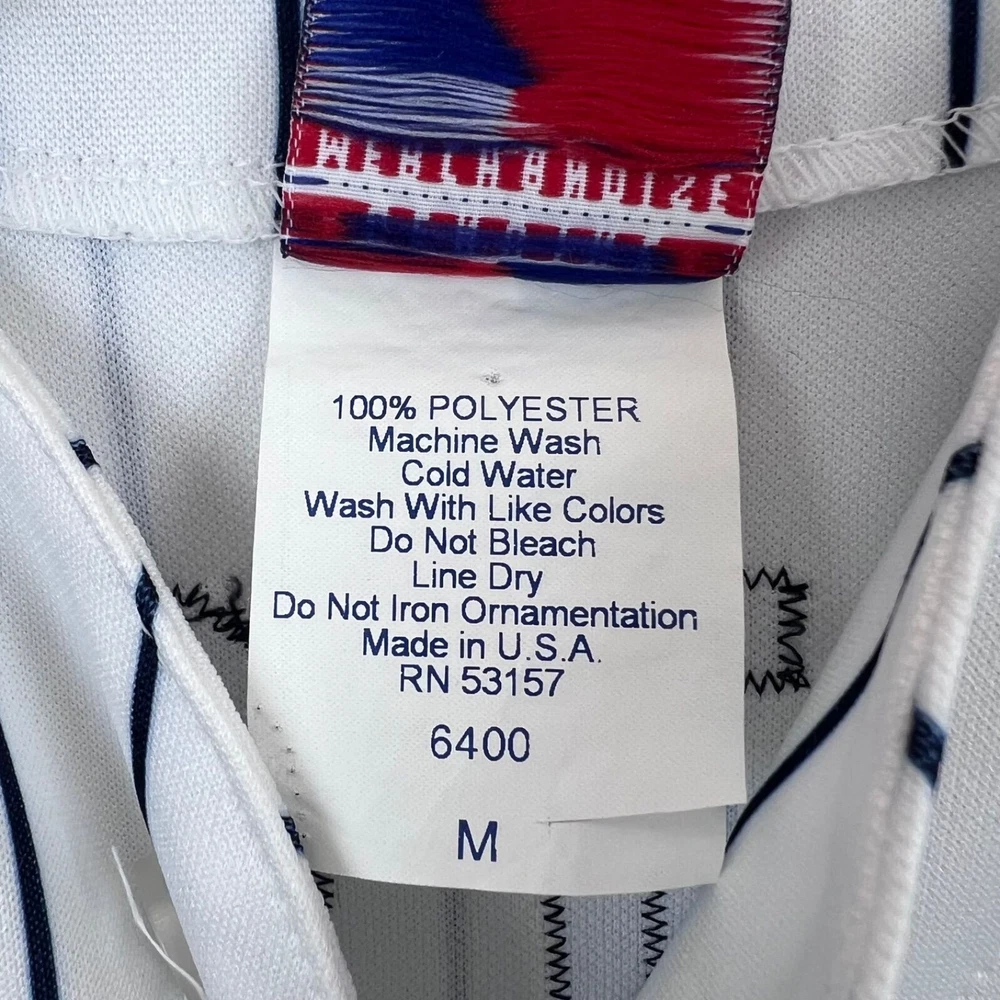 100% POLYESTER
Machine Wash
Cold Water
Wash With Like Colors
Do Not Bleach
Line Dry
Do Not Iron Ornamentation
Made in U.S.A.
RN 53157
6400
M